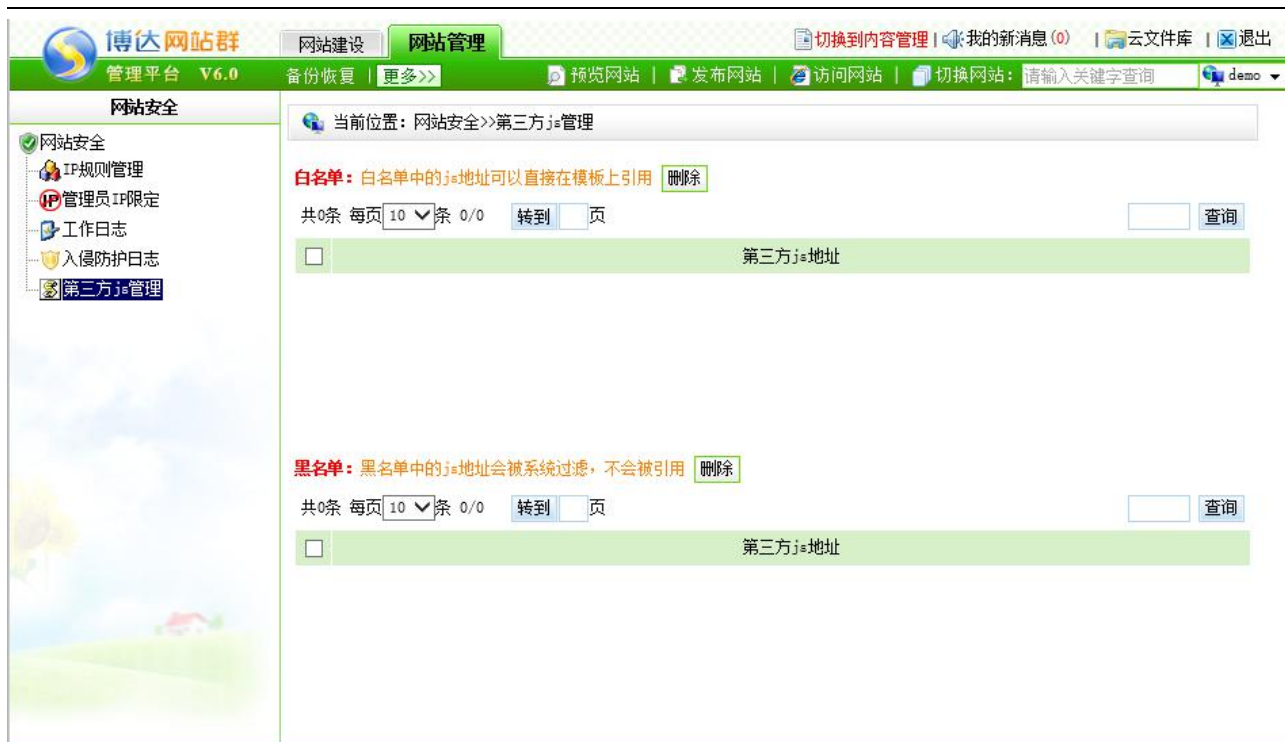 博达网站群
管理平台 V6.0
网站建设 网站管理
切换到内容管理 | 我的新消息(0) | 云文件库 | 退出
备份恢复 | 更多>> 预览网站 | 发布网站 | 访问网站 | 切换网站: 请输入关键字查询 demo
网站安全
网站安全
IP规则管理
管理员IP限定
工作日志
入侵防护日志
第三方js管理
当前位置: 网站安全>>第三方js管理
白名单: 白名单中的js地址可以直接在模板上引用 删除
共0条 每页 10 条 0/0 转到 页 查询
第三方js地址
黑名单: 黑名单中的js地址会被系统过滤, 不会被引用 删除
共0条 每页 10 条 0/0 转到 页 查询
第三方js地址